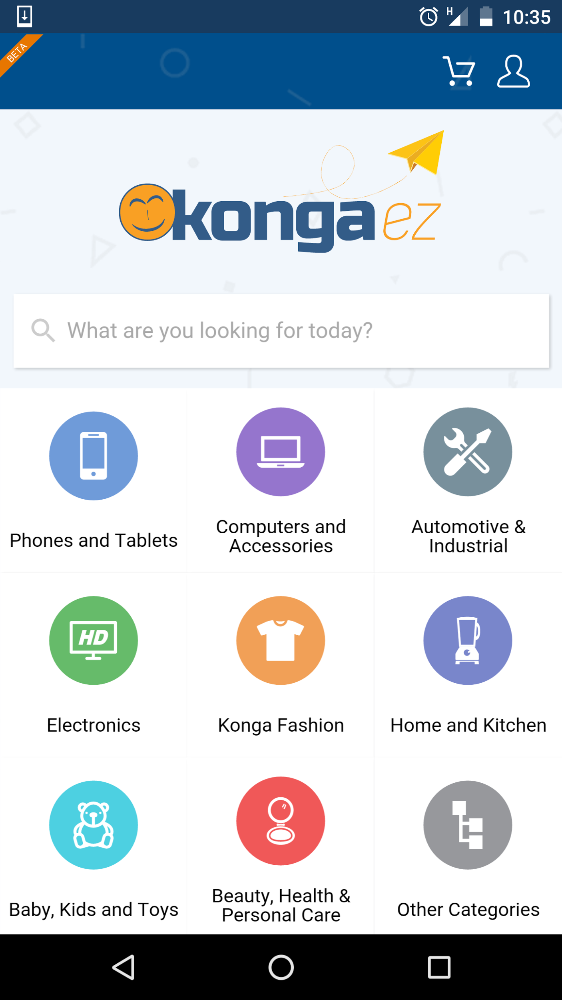 H 10:35
BETA
konga ez
What are you looking for today?
Phones and Tablets
Computers and
Accessories
Automotive &
Industrial
HD
Electronics
Konga Fashion
Home and Kitchen
Baby, Kids and Toys
Beauty, Health &
Personal Care
Other Categories